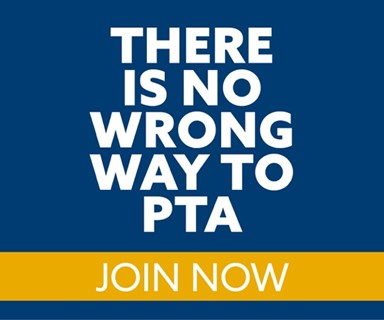 THERE
IS NO
WRONG
WAY TO
PTA
JOIN NOW